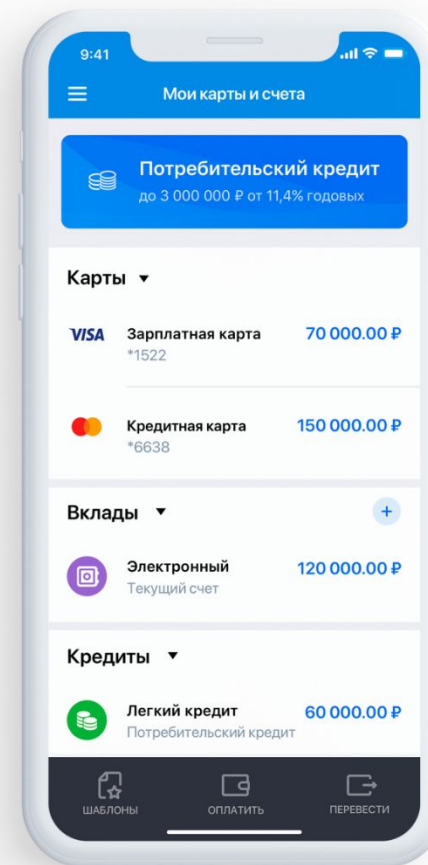 9:41
Мои карты и счета
Потребительский кредит
до 3 000 000 ₽ от 11,4% годовых
Карты
VISA
Зарплатная карта
70 000.00 ₽
*1522
Кредитная карта
150 000.00 ₽
*6638
Вклады
+
Электронный
120 000.00 ₽
Текущий счет
Кредиты
Легкий кредит
60 000.00 ₽
Потребительский кредит
ШАБЛОНЫ
ОПЛАТИТЬ
ПЕРЕВЕСТИ